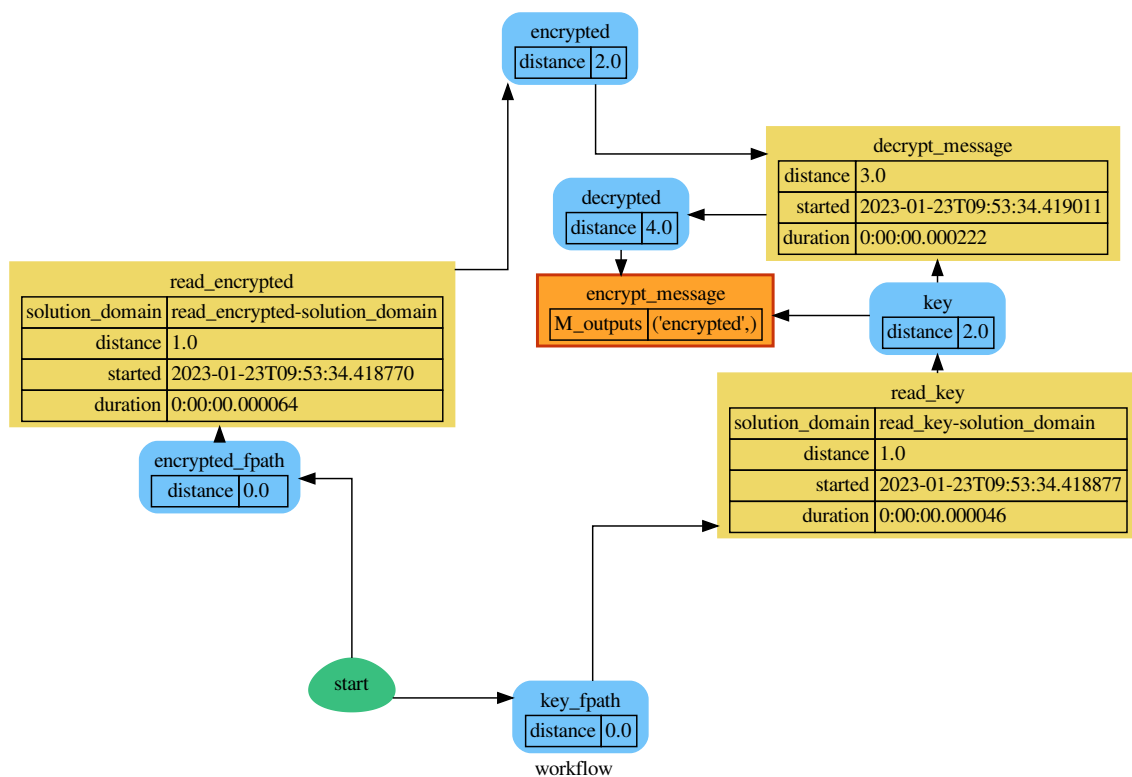 encrypted
distance 2.0
decrypt_message
distance 3.0
started 2023-01-23T09:53:34.419011
duration 0:00:00.000222
decrypted
distance 4.0
read_encrypted
solution_domain read_encrypted-solution_domain
distance 1.0
started 2023-01-23T09:53:34.418770
duration 0:00:00.000064
encrypt_message
M_outputs ('encrypted',)
key
distance 2.0
read_key
solution_domain read_key-solution_domain
distance 1.0
started 2023-01-23T09:53:34.418877
duration 0:00:00.000046
encrypted_fpath
distance 0.0
start
key_fpath
distance 0.0
workflow